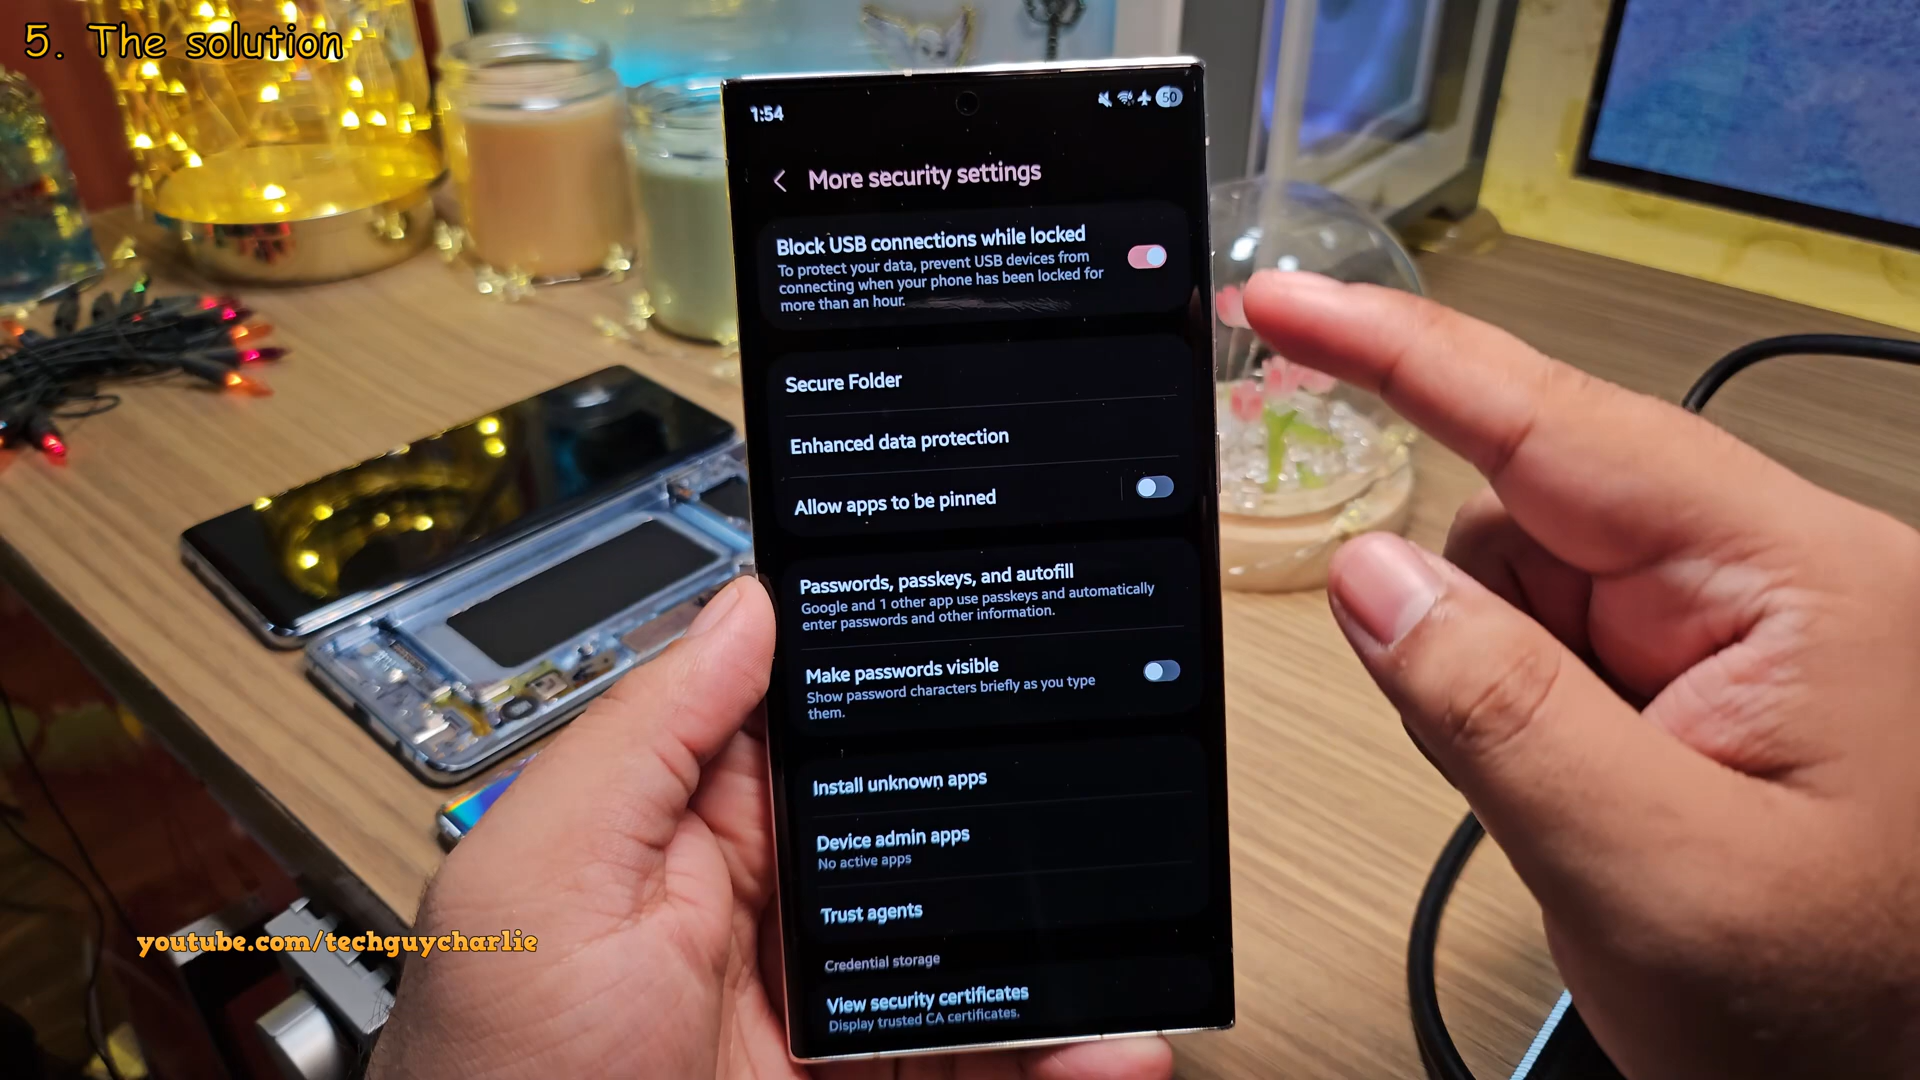 5. The solution
1:54
50
More security settings
Block USB connections while locked
To protect your data, prevent USB devices from
connecting when your phone has been locked for
more than an hour.
Secure Folder
Enhanced data protection
Allow apps to be pinned
Passwords, passkeys, and autofill
Google and 1 other app use passkeys and automatically
enter passwords and other information.
Make passwords visible
Show password characters briefly as you type
them.
Install unknown apps
Device admin apps
No active apps
Trust agents
Credential storage
View security certificates
Display trusted CA certificates.
youtube.com/techguycharlie